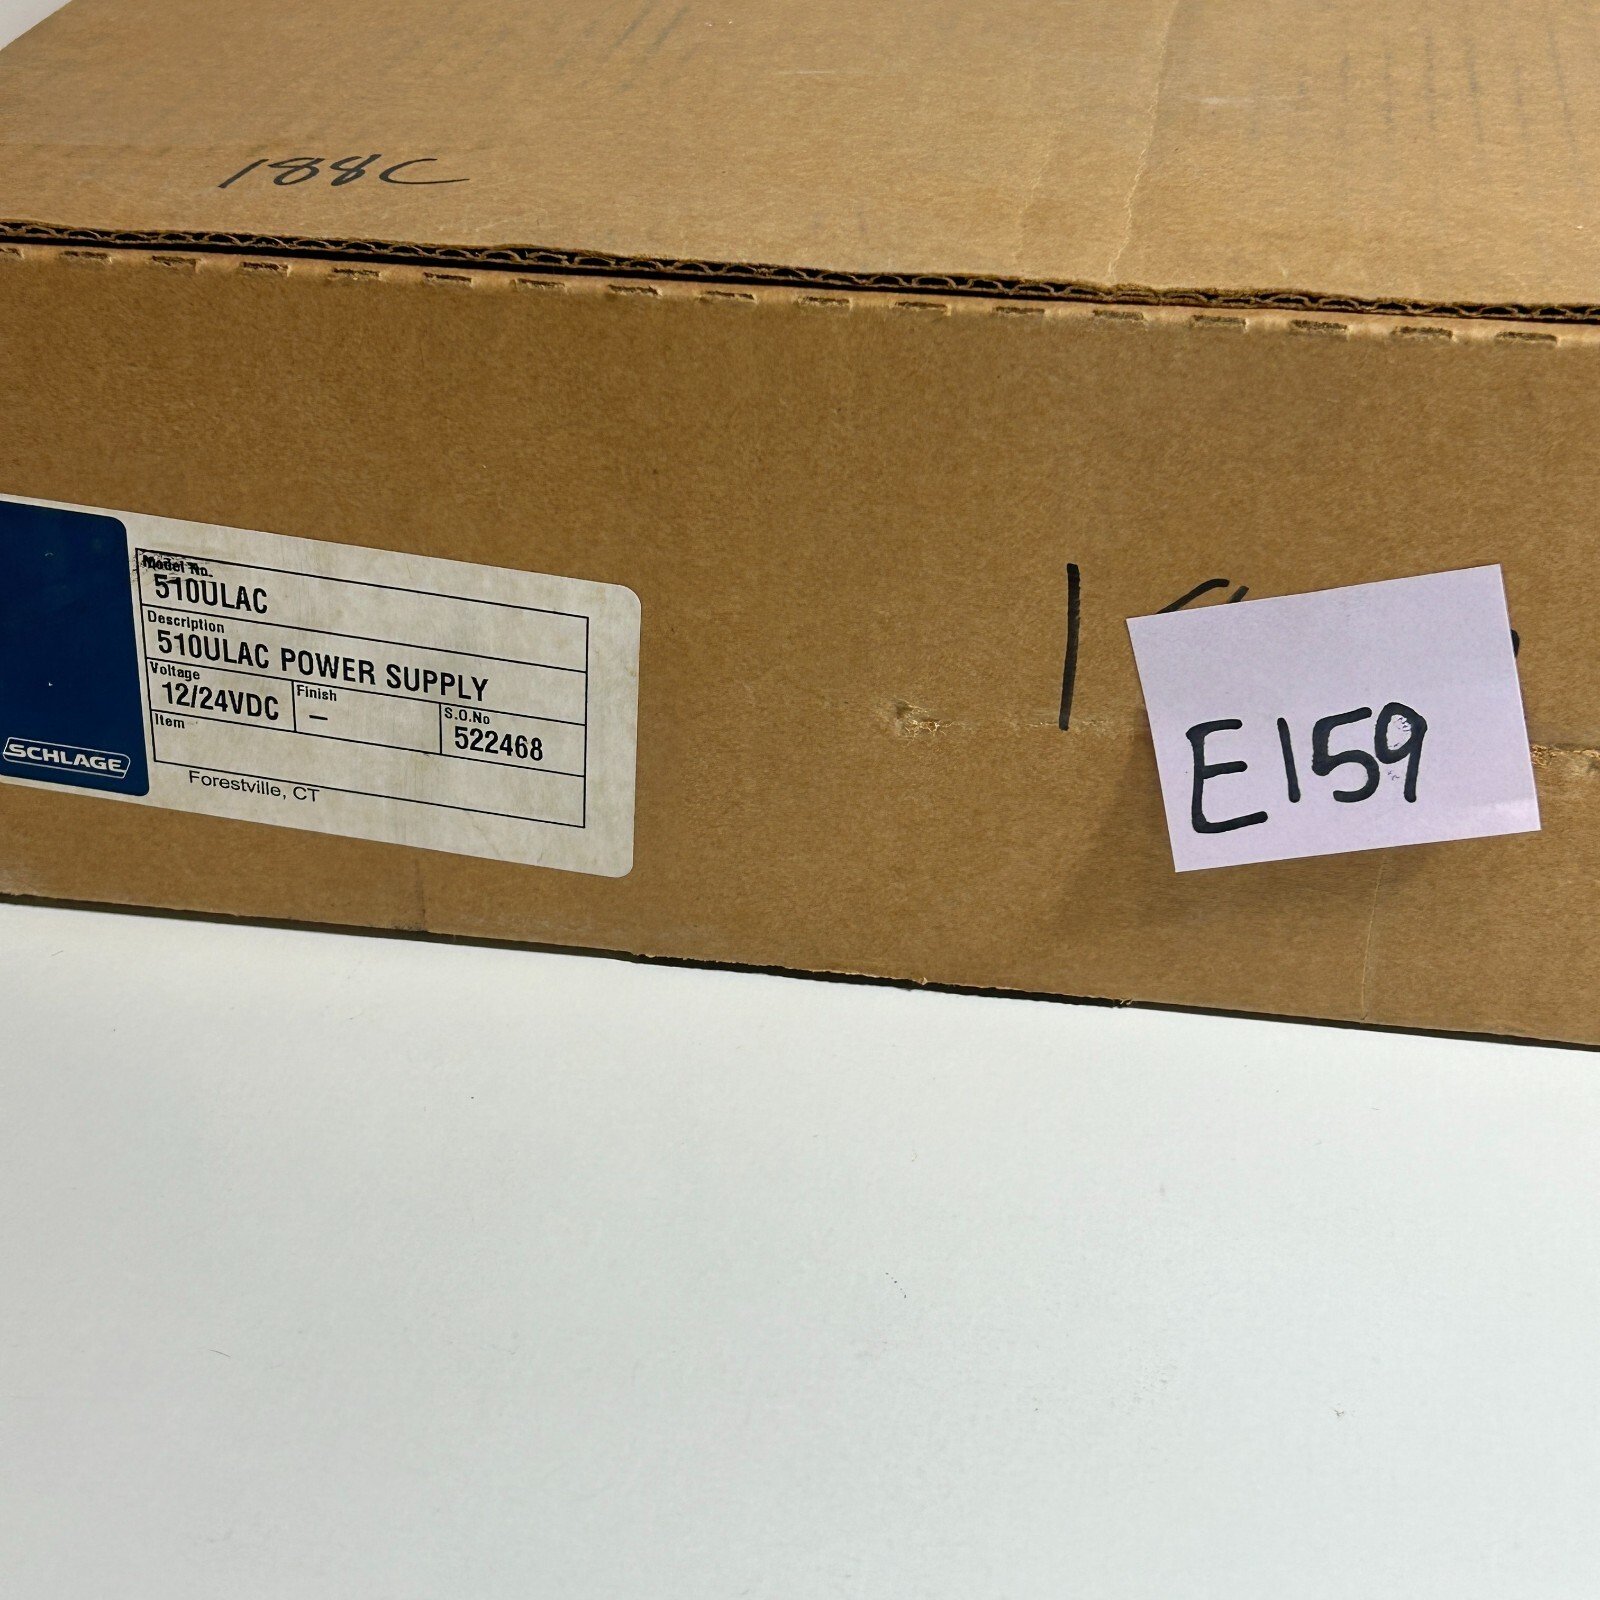 188C
Model No.
510ULAC
Description
510ULAC POWER SUPPLY
Voltage
12/24VDC
Finish
–
S.O.No
522468
Item
SCHLAGE
Forestville, CT
E159